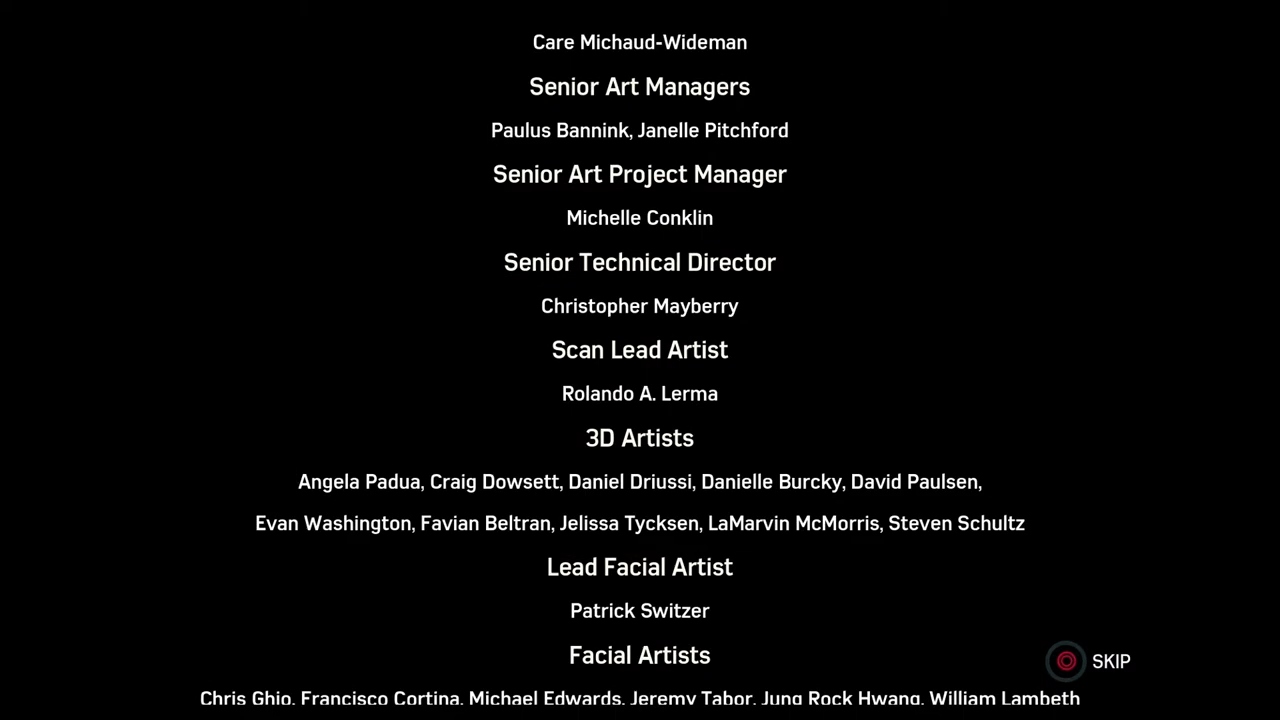 Care Michaud-Wideman
Senior Art Managers
Paulus Bannink, Janelle Pitchford
Senior Art Project Manager
Michelle Conklin
Senior Technical Director
Christopher Mayberry
Scan Lead Artist
Rolando A. Lerma
3D Artists
Angela Padua, Craig Dowsett, Daniel Driussi, Danielle Burcky, David Paulsen,
Evan Washington, Favian Beltran, Jelissa Tycksen, LaMarvin McMorris, Steven Schultz
Lead Facial Artist
Patrick Switzer
Facial Artists
SKIP
Chris Ghio, Francisco Cortina, Michael Edwards, Jeremy Tabor, Jung Rock Hwang, William Lambeth